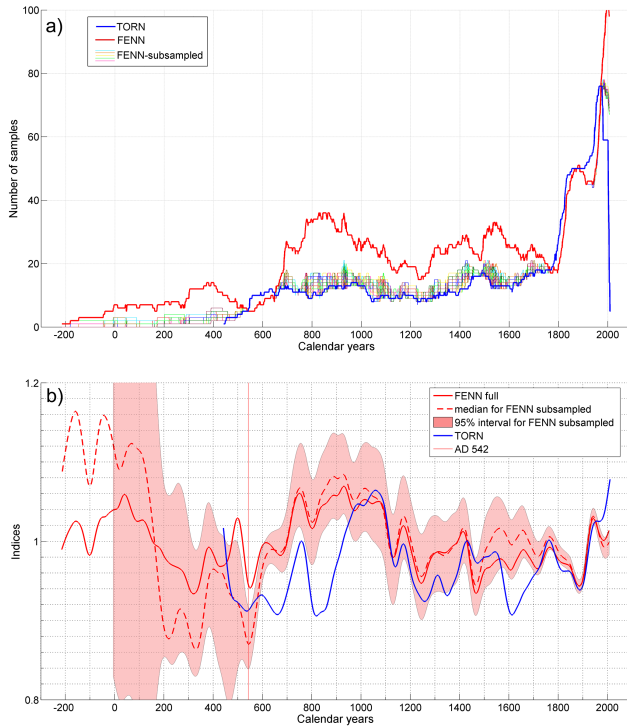 a)
100
80
60
40
20
0
Number of samples
TORN
FENN
FENN-subsampled
-200 0 200 400 600 800 1000 1200 1400 1600 1800 2000
Calendar years
b)
1.2
1
0.8
Indices
FENN full
median for FENN subsampled
95% interval for FENN subsampled
TORN
AD 542
-200 0 200 400 600 800 1000 1200 1400 1600 1800 2000
Calendar years